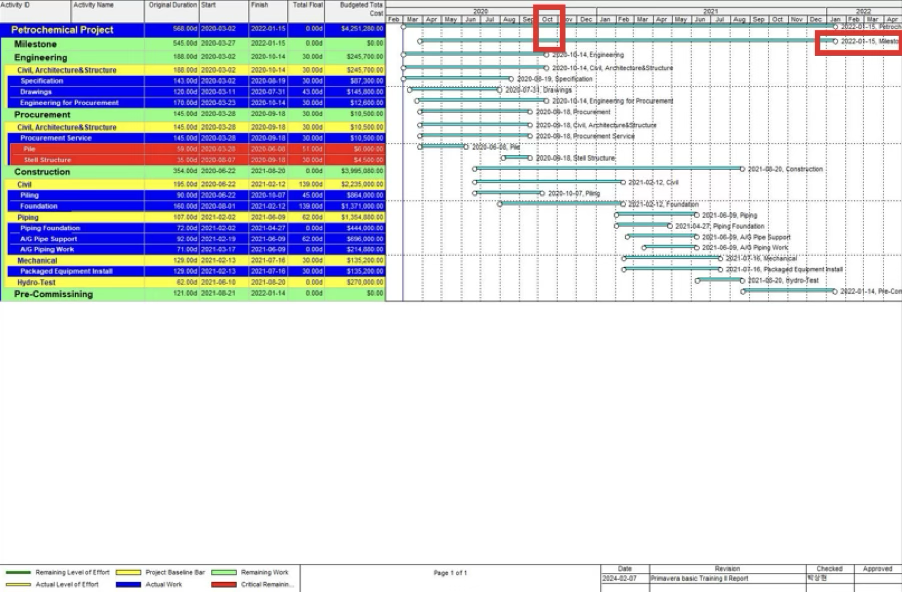 Activity ID Activity Name Original Duration Start Finish Total Float Budgeted Total Cost
2020 2021 2022
Feb Mar Apr May Jun Jul Aug Sep Oct Nov Dec Jan Feb Mar Apr May Jun Jul Aug Sep Oct Nov Dec Jan Feb Mar Apr
Petrochemical Project 568.00d 2020-03-02 2022-01-15 0.00d $4,251,280.00 2022-01-15, Petroch
Milestone 545.00d 2020-03-27 2022-01-15 0.00d $0.00 2022-01-15, Milesto
Engineering 188.00d 2020-03-02 2020-10-14 30.00d $245,700.00 2020-10-14, Engineering
Civil, Architecture&Structure 188.00d 2020-03-02 2020-10-14 30.00d $245,700.00 2020-10-14, Civil, Architecture&Structure
Specification 143.00d 2020-03-02 2020-08-19 30.00d $87,300.00 2020-08-19, Specification
Drawings 120.00d 2020-03-11 2020-07-31 43.00d $145,800.00 2020-07-31, Drawings
Engineering for Procurement 170.00d 2020-03-23 2020-10-14 30.00d $12,600.00 2020-10-14, Engineering for Procurement
Procurement 145.00d 2020-03-28 2020-09-18 30.00d $10,500.00 2020-09-18, Procurement
Civil, Architecture&Structure 145.00d 2020-03-28 2020-09-18 30.00d $10,500.00 2020-09-18, Civil, Architecture&Structure
Procurement Service 145.00d 2020-03-28 2020-09-18 30.00d $10,500.00 2020-09-18, Procurement Service
Pile 59.00d 2020-03-28 2020-06-08 51.00d $6,000.00 2020-06-08, Pile
Stell Structure 35.00d 2020-08-07 2020-09-18 30.00d $4,500.00 2020-09-18, Stell Structure
Construction 354.00d 2020-06-22 2021-08-20 0.00d $3,995,080.00 2021-08-20, Construction
Civil 195.00d 2020-06-22 2021-02-12 139.00d $2,235,000.00 2021-02-12, Civil
Piling 90.00d 2020-06-22 2020-10-07 45.00d $864,000.00 2020-10-07, Piling
Foundation 160.00d 2020-08-01 2021-02-12 139.00d $1,371,000.00 2021-02-12, Foundation
Piping 107.00d 2021-02-02 2021-06-09 62.00d $1,354,880.00 2021-06-09, Piping
Piping Foundation 72.00d 2021-02-02 2021-04-27 0.00d $444,000.00 2021-04-27, Piping Foundation
A/G Pipe Support 92.00d 2021-02-19 2021-06-09 62.00d $696,000.00 2021-06-09, A/G Pipe Support
A/G Piping Work 71.00d 2021-03-17 2021-06-09 0.00d $214,880.00 2021-06-09, A/G Piping Work
Mechanical 129.00d 2021-02-13 2021-07-16 30.00d $135,200.00 2021-07-16, Mechanical
Packaged Equipment Install 129.00d 2021-02-13 2021-07-16 30.00d $135,200.00 2021-07-16, Packaged Equipment Install
Hydro-Test 62.00d 2021-06-10 2021-08-20 0.00d $270,000.00 2021-08-20, Hydro-Test
Pre-Commissining 121.00d 2021-08-21 2022-01-14 0.00d $0.00 2022-01-14, Pre-Com
Remaining Level of Effort Project Baseline Bar Remaining Work
Actual Level of Effort Actual Work Critical Remainin...
Page 1 of 1
Date Revision Checked Approved
2024-02-07 Primavera basic Training II Report 박상현